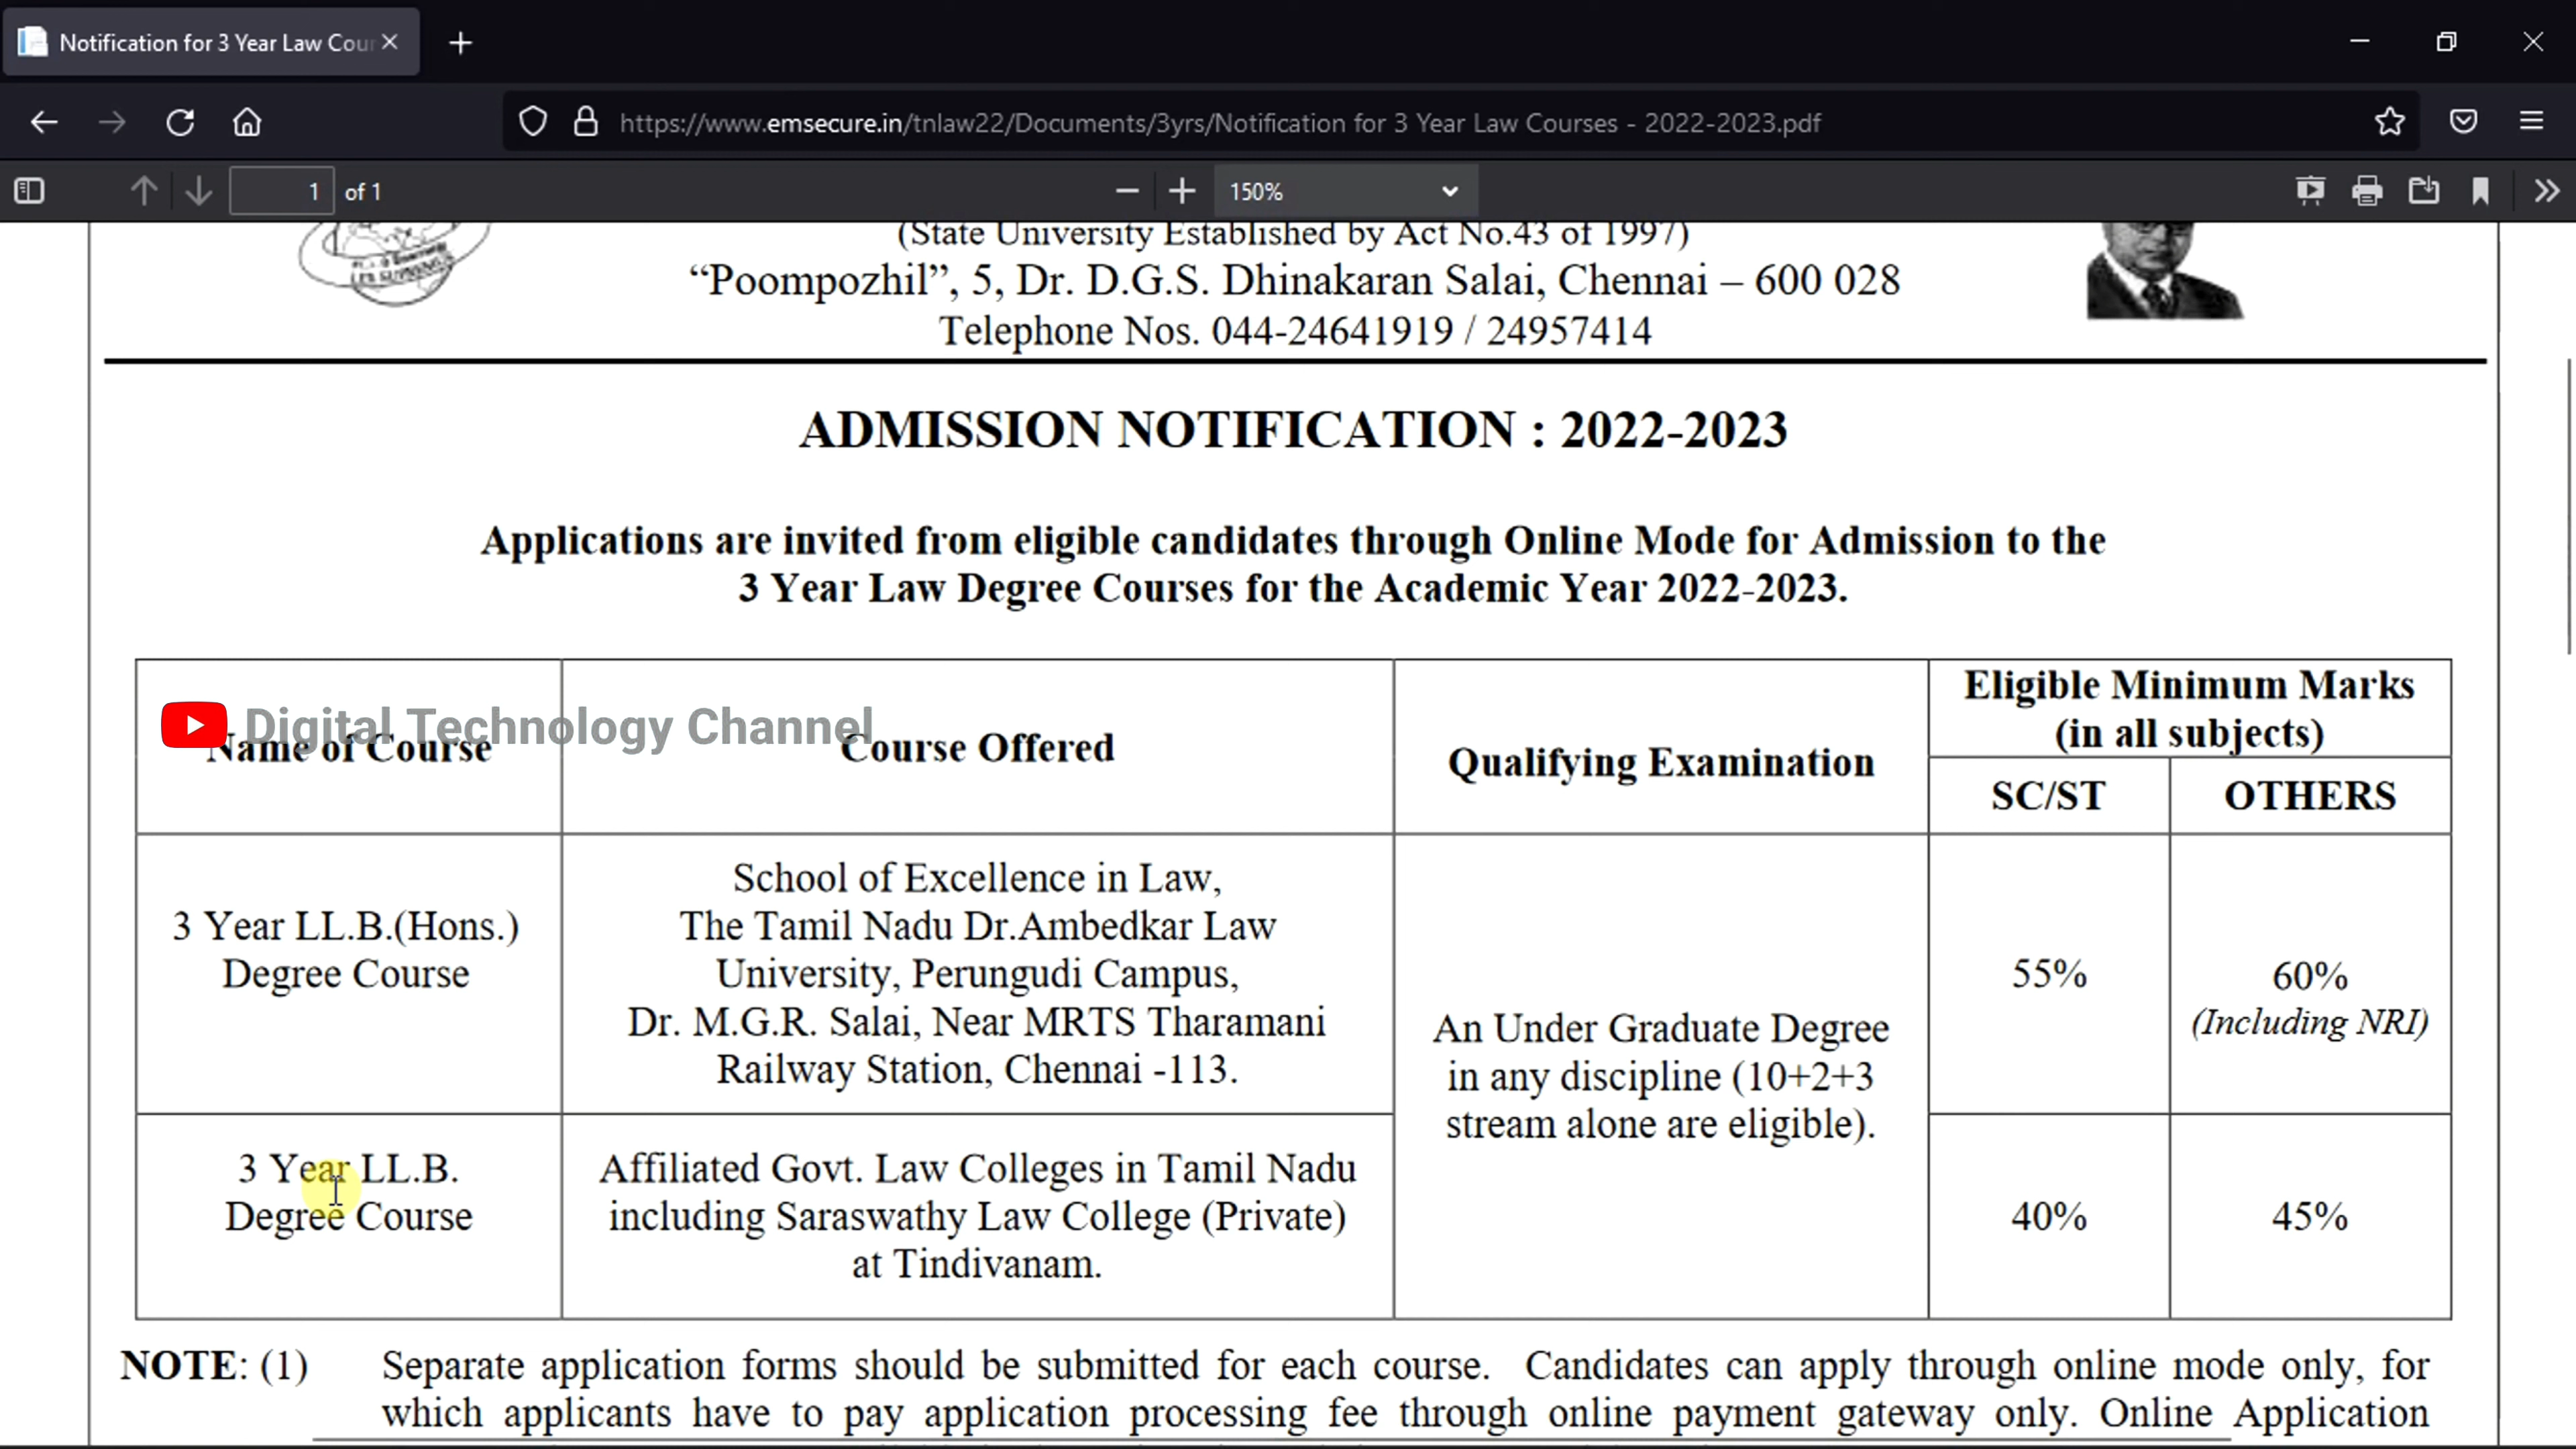 Notification for 3 Year Law Cour
https://www.emsecure.in/tnlaw22/Documents/3yrs/Notification for 3 Year Law Courses - 2022-2023.pdf
1 of 1
150%
(State University Established by Act No.43 of 1997)
“Poompozhil”, 5, Dr. D.G.S. Dhinakaran Salai, Chennai – 600 028
Telephone Nos. 044-24641919 / 24957414
ADMISSION NOTIFICATION : 2022-2023
Applications are invited from eligible candidates through Online Mode for Admission to the
3 Year Law Degree Courses for the Academic Year 2022-2023.
Digital Technology Channel
Name of Course
Course Offered
Qualifying Examination
Eligible Minimum Marks
(in all subjects)
SC/ST
OTHERS
3 Year LL.B.(Hons.)
Degree Course
School of Excellence in Law,
The Tamil Nadu Dr.Ambedkar Law
University, Perungudi Campus,
Dr. M.G.R. Salai, Near MRTS Tharamani
Railway Station, Chennai -113.
An Under Graduate Degree
in any discipline (10+2+3
stream alone are eligible).
55%
60%
(Including NRI)
3 Year LL.B.
Degree Course
Affiliated Govt. Law Colleges in Tamil Nadu
including Saraswathy Law College (Private)
at Tindivanam.
40%
45%
NOTE: (1) Separate application forms should be submitted for each course. Candidates can apply through online mode only, for
which applicants have to pay application processing fee through online payment gateway only. Online Application